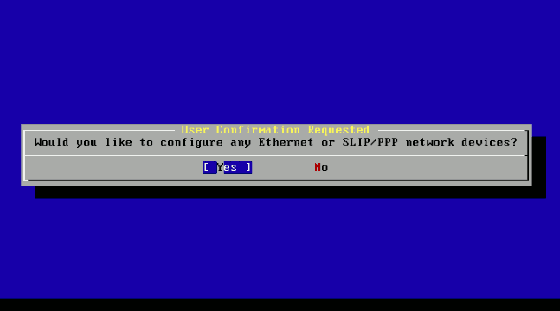 User Confirmation Requested
Would you like to configure any Ethernet or SLIP/PPP network devices?
[ Yes ] No